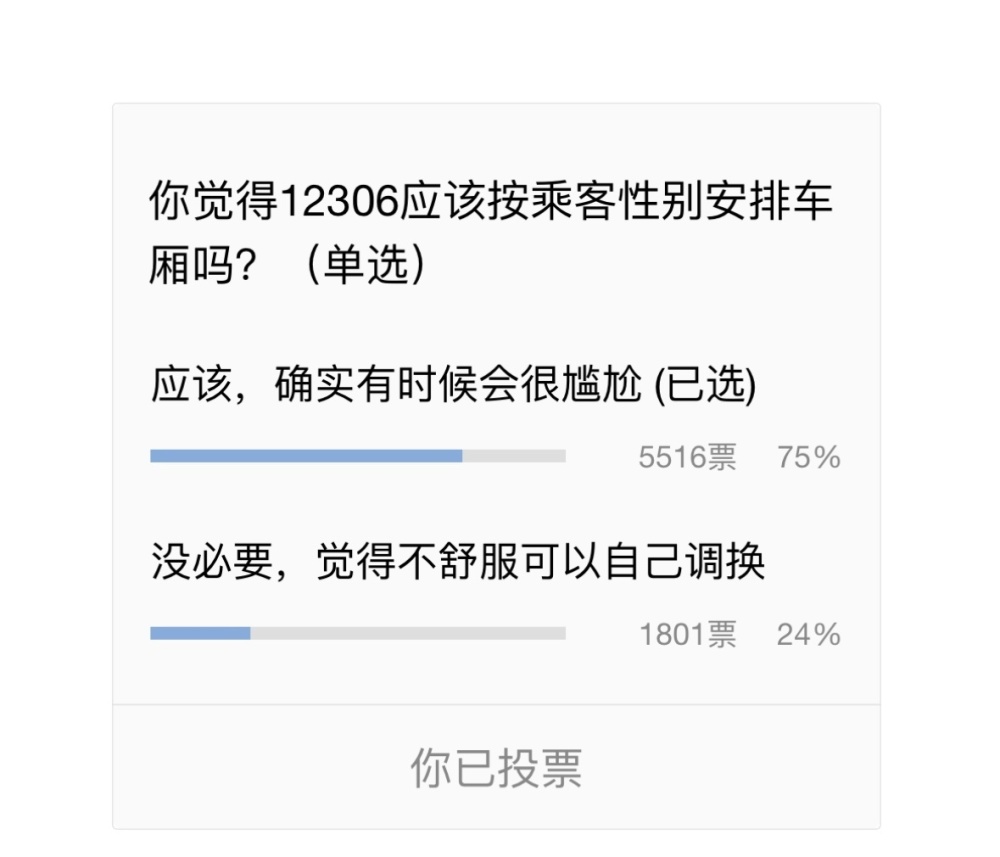 你觉得12306应该按乘客性别安排车
厢吗？（单选）
应该，确实有时候会很尴尬 (已选)
5516票 75%
没必要，觉得不舒服可以自己调换
1801票 24%
你已投票